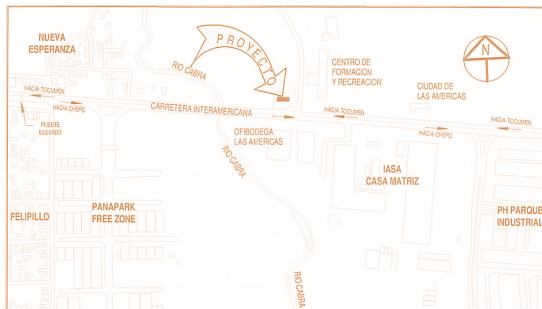 NUEVA
ESPERANZA
PROYECTO
N
RIO CABRA
CENTRO DE
FORMACIÓN
Y RECREACION
CIUDAD DE
LAS AMERICAS
HACIA TOCUMEN
HACIA CHEPO
CARRETERA INTERAMERICANA
HACIA TOCUMEN
HACIA CHEPO
HACIA TOCUMEN
PUENTE
ELEVADO
OFIBODEGA
LAS AMERICAS
RIO CABRA
IASA
CASA MATRIZ
FELIPILLO
PANAPARK
FREE ZONE
PH PARQUE
INDUSTRIAL
RIO CABRA